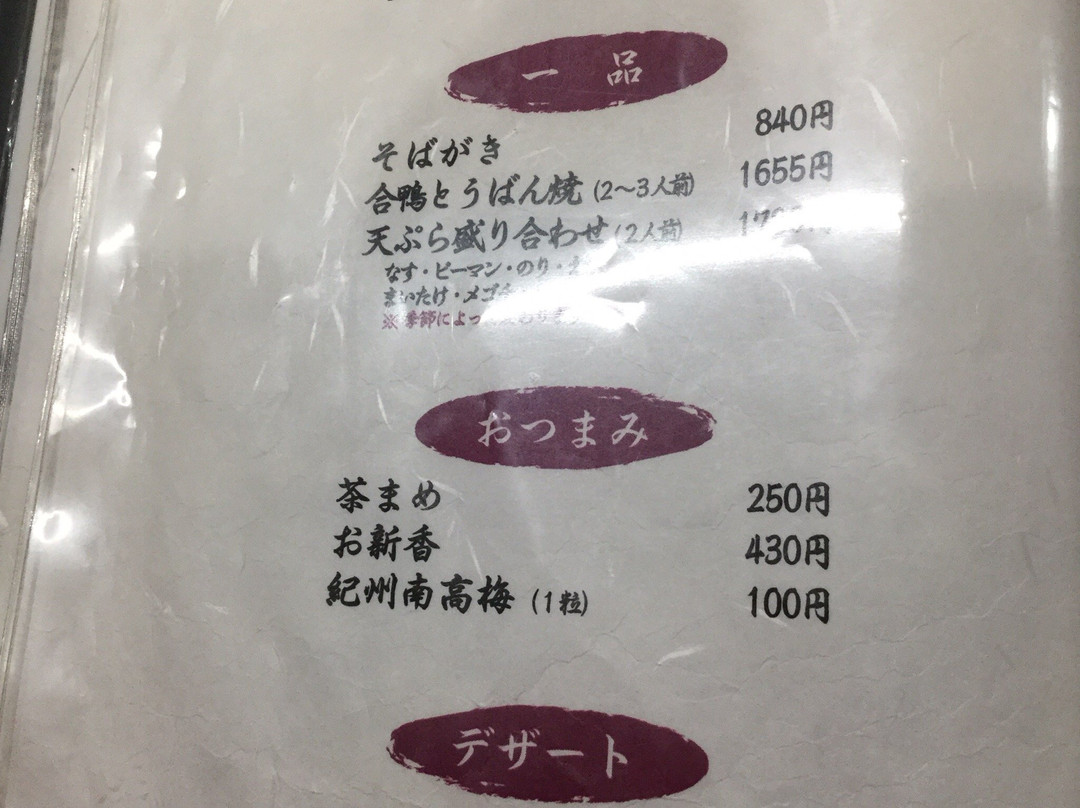 一 品
そばがき 840円
合鴨とうばん焼 (2〜3人前) 1655円
天ぷら盛り合わせ (2人前)
なす・ピーマン・のり・
まいたけ・
※季節によって
おつまみ
茶まめ 250円
お新香 430円
紀州南高梅 (1粒) 100円
デザート